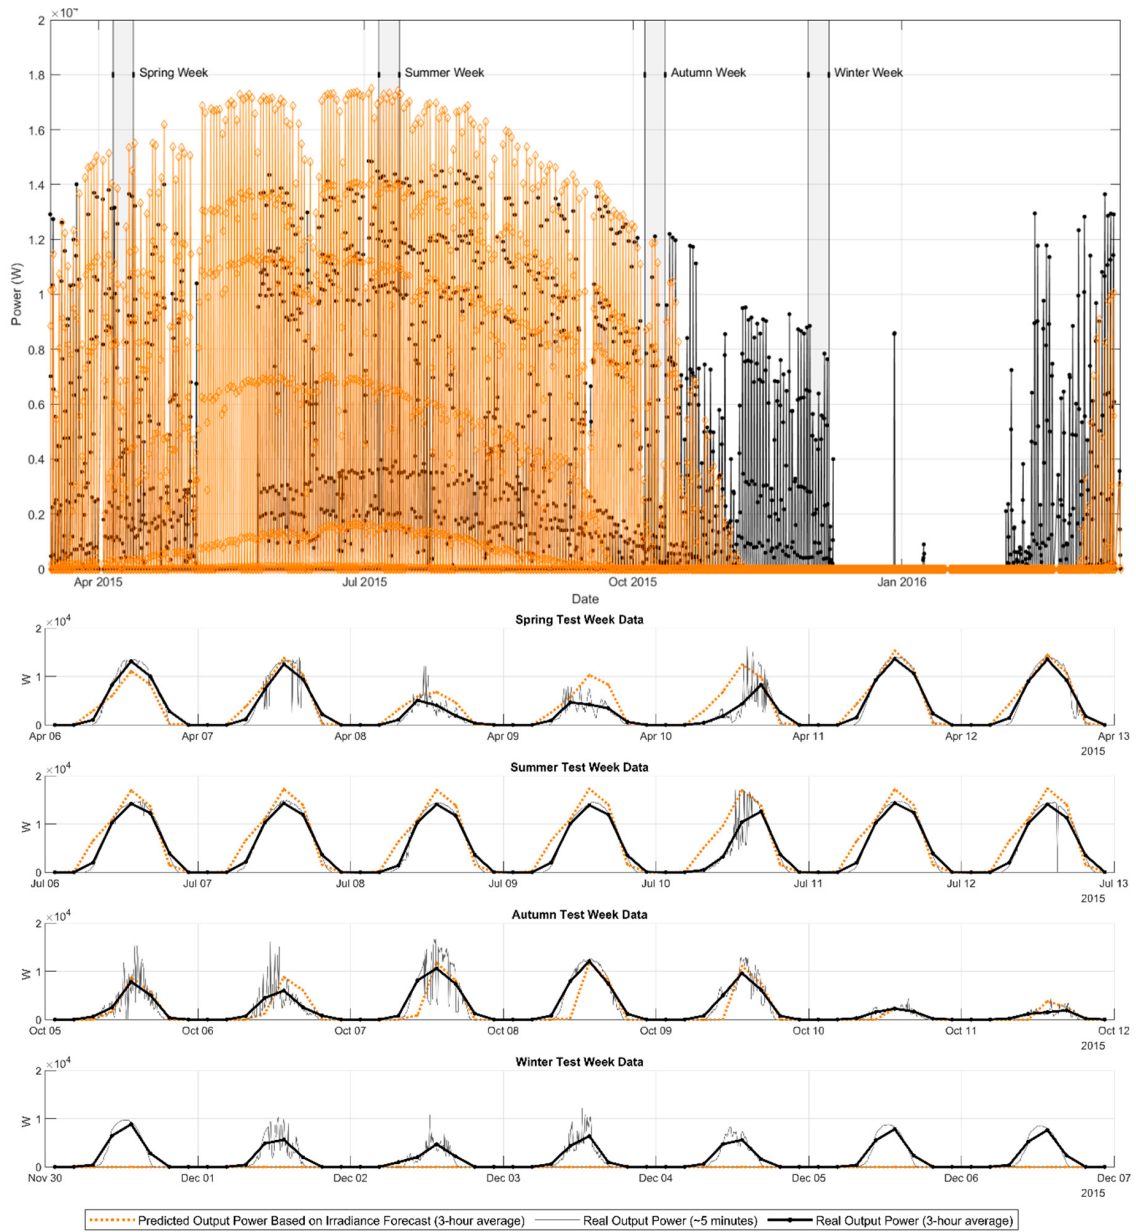 2 ×10⁴
Spring Week
Summer Week
Autumn Week
Winter Week
1.8
1.6
1.4
1.2
1
0.8
0.6
0.4
0.2
0
Power (W)
Apr 2015
Jul 2015
Oct 2015
Jan 2016
Date
Spring Test Week Data
×10⁴
2
1
0
W
Apr 06
Apr 07
Apr 08
Apr 09
Apr 10
Apr 11
Apr 12
Apr 13
2015
Summer Test Week Data
×10⁴
2
1
0
W
Jul 06
Jul 07
Jul 08
Jul 09
Jul 10
Jul 11
Jul 12
Jul 13
2015
Autumn Test Week Data
×10⁴
2
1
0
W
Oct 05
Oct 06
Oct 07
Oct 08
Oct 09
Oct 10
Oct 11
Oct 12
2015
Winter Test Week Data
×10⁴
2
1
0
W
Nov 30
Dec 01
Dec 02
Dec 03
Dec 04
Dec 05
Dec 06
Dec 07
2015
Predicted Output Power Based on Irradiance Forecast (3-hour average)
Real Output Power (~5 minutes)
Real Output Power (3-hour average)